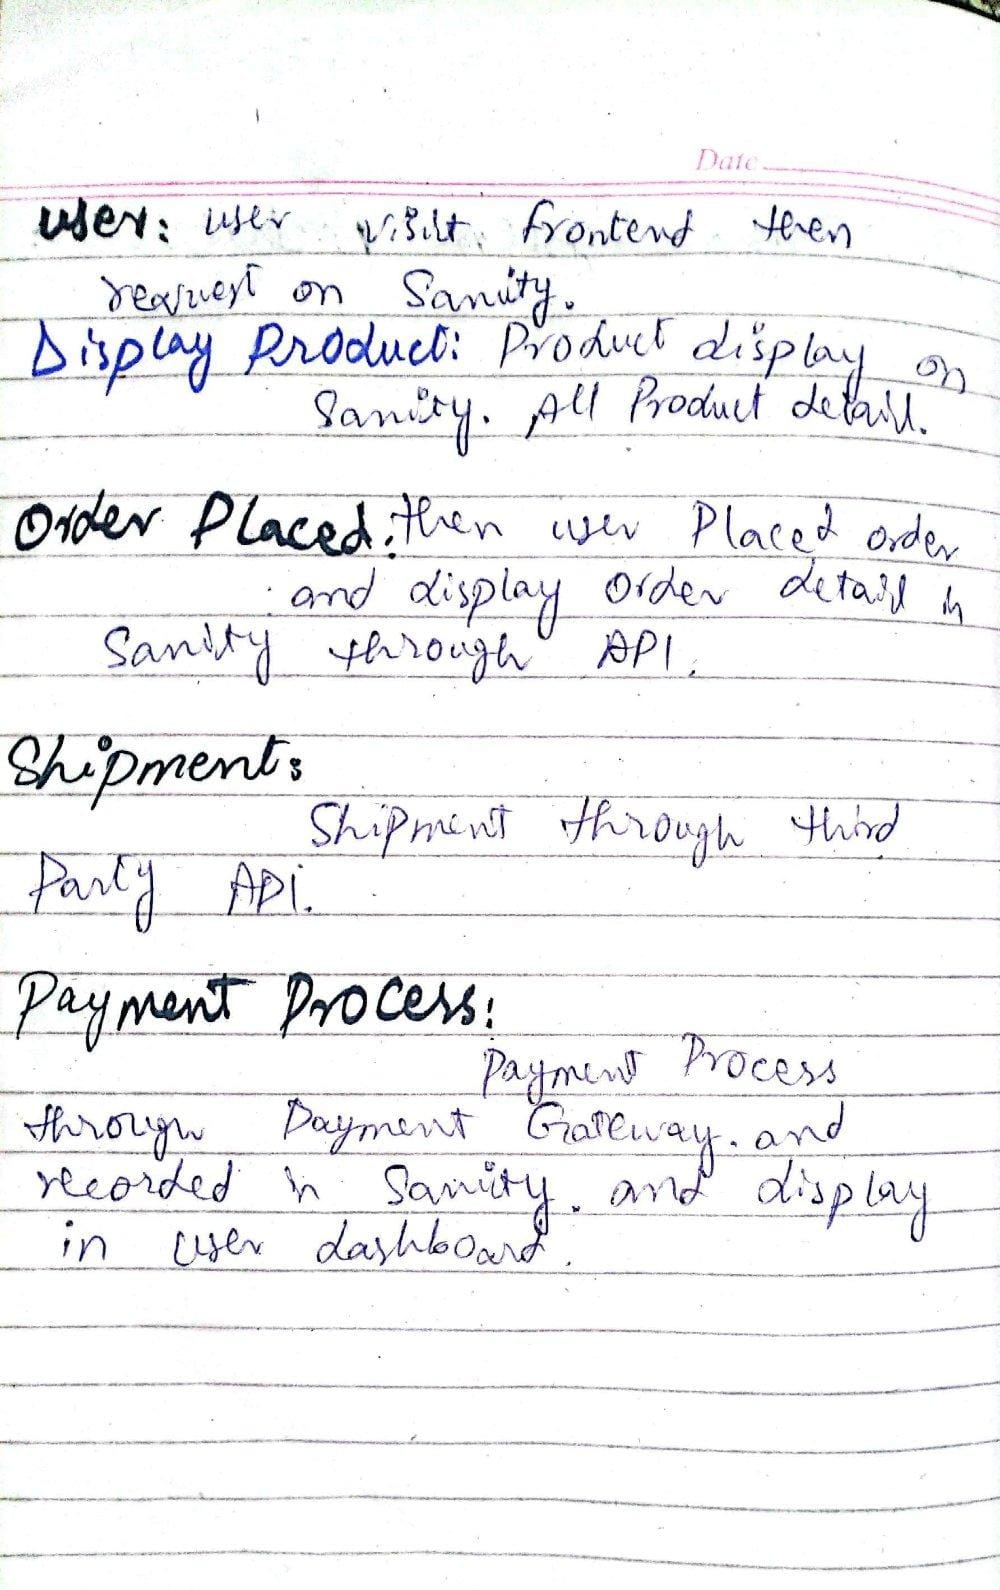 Date
User: user visit frontend then
request on Sanity.
Display Product: Product display on
Sanity. All Product detail.
Order Placed: then user Placed order
and display order detail in
Sanity through API.
Shipment:
Shipment through third
Party API.
Payment Process:
Payment Process
through Payment Gateway. and
recorded in Sanity. and display
in user dashboard.